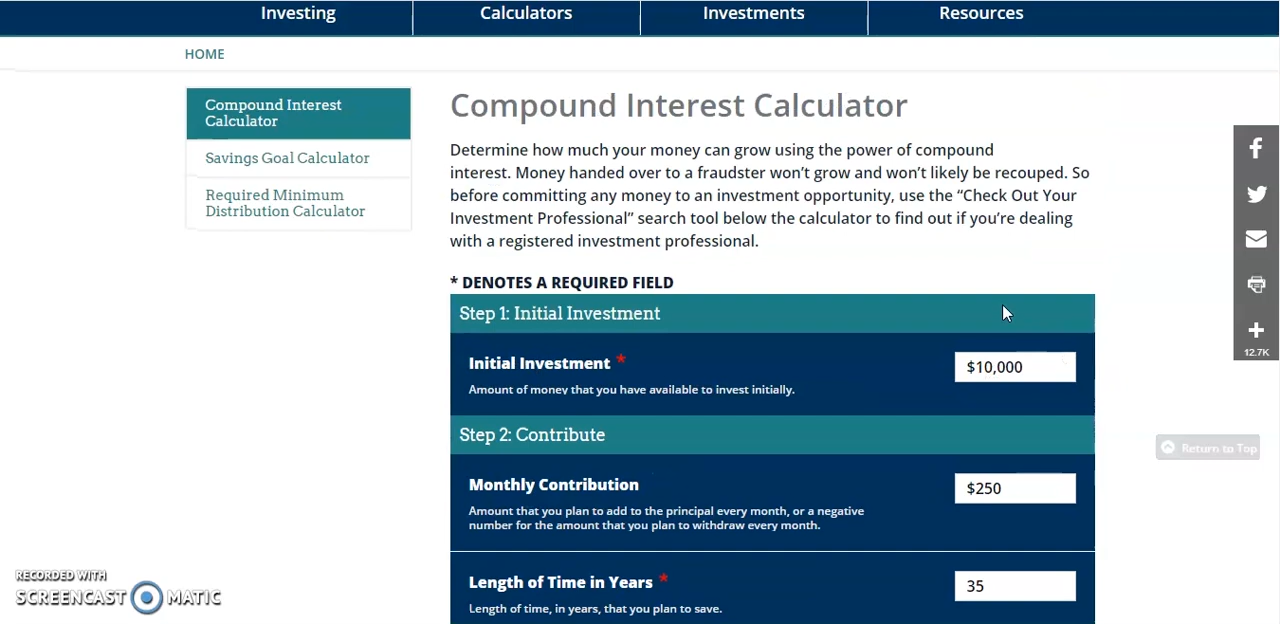 Investing
Calculators
Investments
Resources
HOME
Compound Interest
Calculator
Savings Goal Calculator
Required Minimum
Distribution Calculator
Compound Interest Calculator
Determine how much your money can grow using the power of compound
interest. Money handed over to a fraudster won’t grow and won’t likely be recouped. So
before committing any money to an investment opportunity, use the “Check Out Your
Investment Professional” search tool below the calculator to find out if you’re dealing
with a registered investment professional.
* DENOTES A REQUIRED FIELD
Step 1: Initial Investment
Initial Investment *
$10,000
Amount of money that you have available to invest initially.
Step 2: Contribute
Monthly Contribution
$250
Amount that you plan to add to the principal every month, or a negative
number for the amount that you plan to withdraw every month.
Length of Time in Years *
35
Length of time, in years, that you plan to save.
12.7K
Return to Top
RECORDED WITH
SCREENCAST MATIC